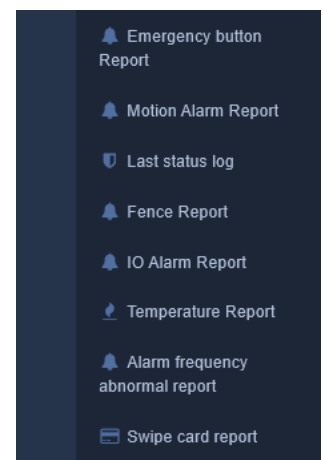 Emergency button
Report
Motion Alarm Report
Last status log
Fence Report
IO Alarm Report
Temperature Report
Alarm frequency
abnormal report
Swipe card report